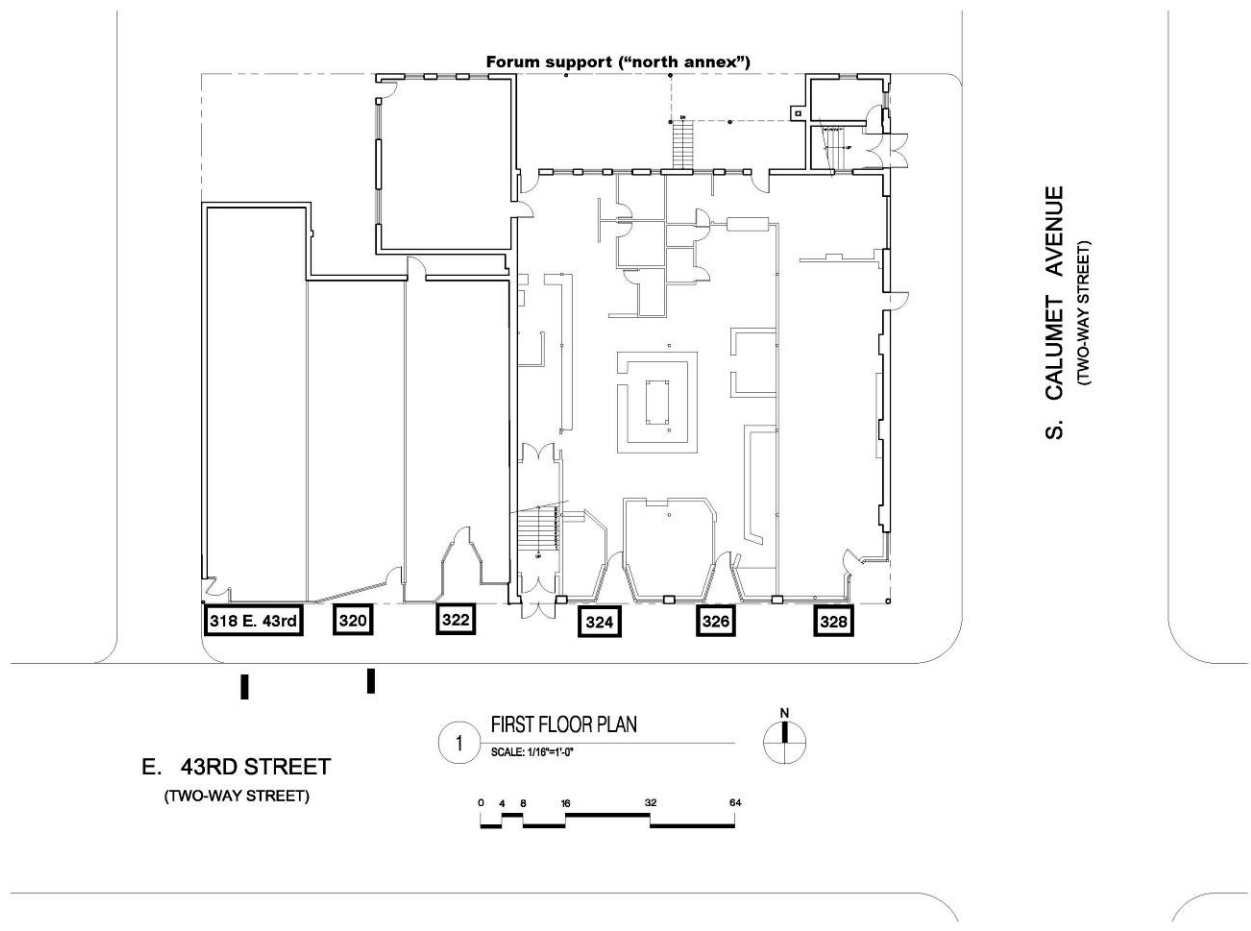 Forum support (“north annex”)
S. CALUMET AVENUE
(TWO-WAY STREET)
318 E. 43rd
320
322
324
326
328
1
FIRST FLOOR PLAN
SCALE: 1/16"=1'-0"
N
E. 43RD STREET
(TWO-WAY STREET)
0 4 8 16 32 64